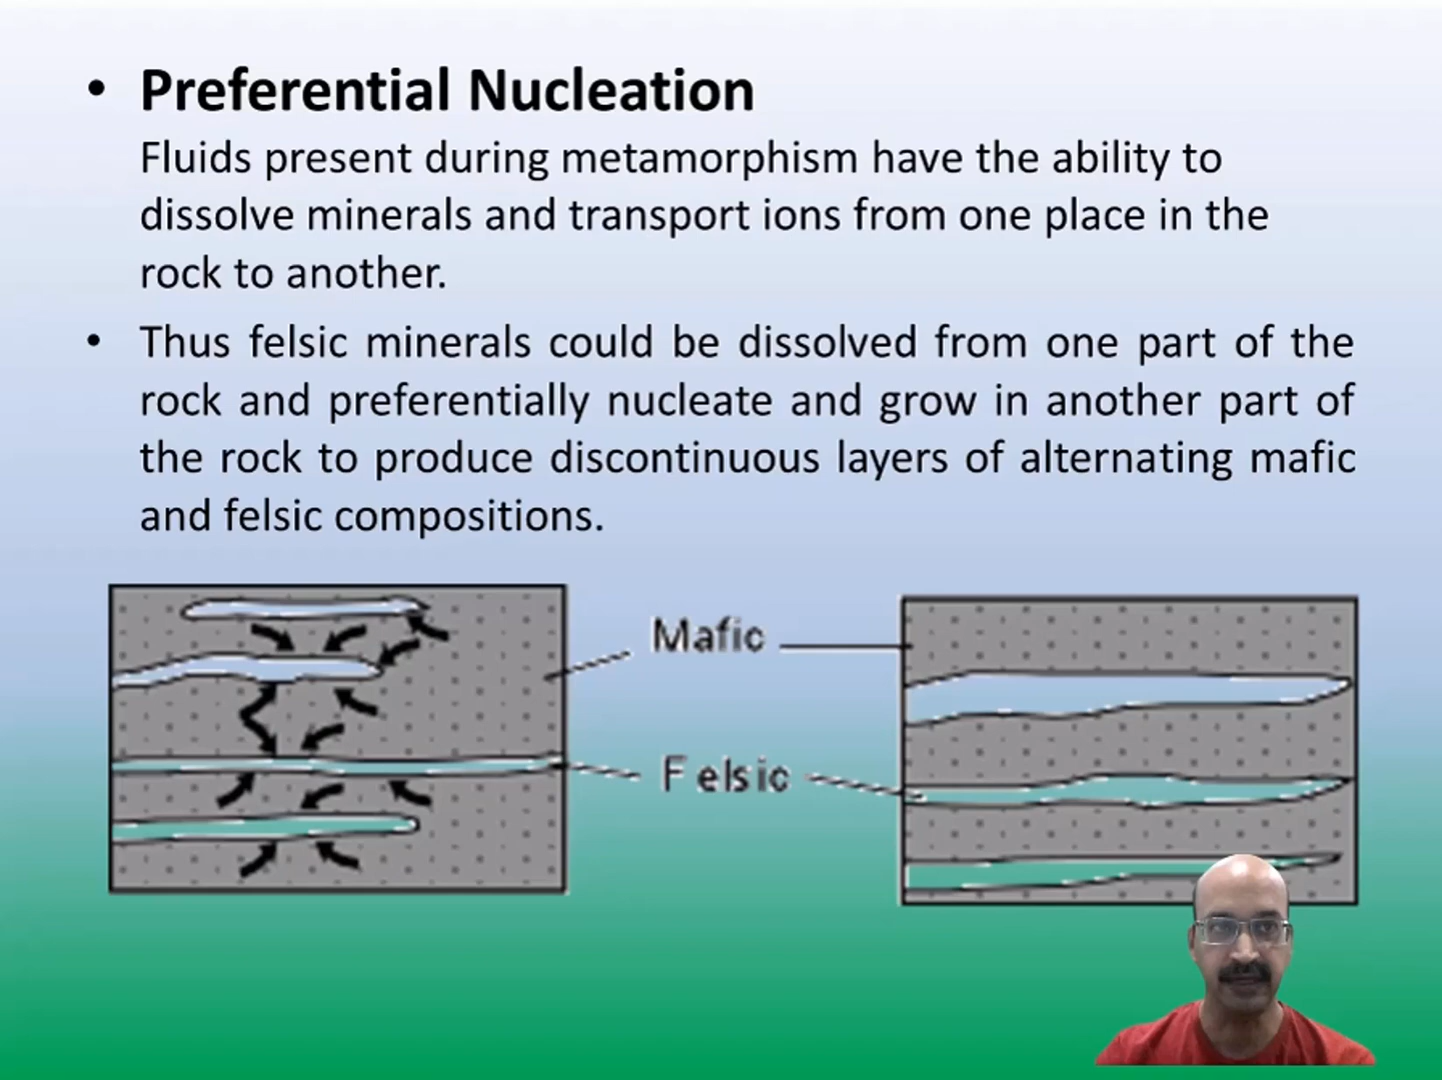 • Preferential Nucleation
Fluids present during metamorphism have the ability to
dissolve minerals and transport ions from one place in the
rock to another.
• Thus felsic minerals could be dissolved from one part of the
rock and preferentially nucleate and grow in another part of
the rock to produce discontinuous layers of alternating mafic
and felsic compositions.
Mafic
Felsic